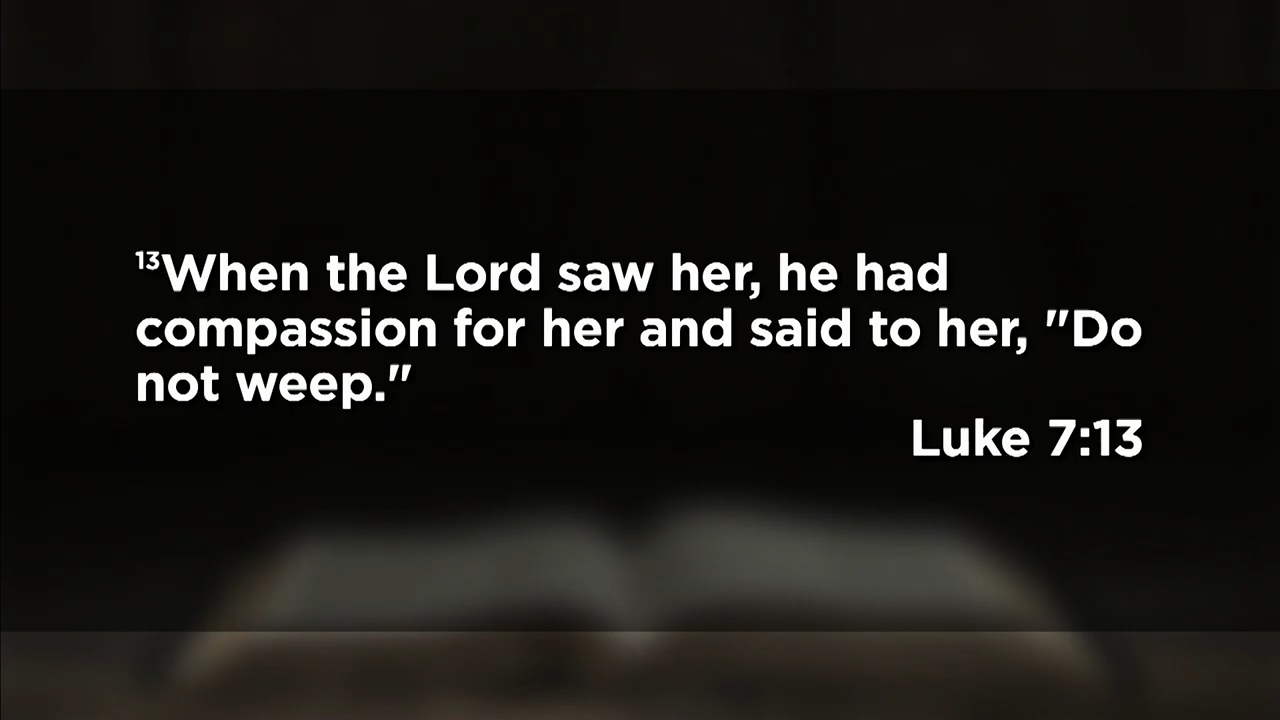 ¹³When the Lord saw her, he had
compassion for her and said to her, "Do
not weep."
Luke 7:13